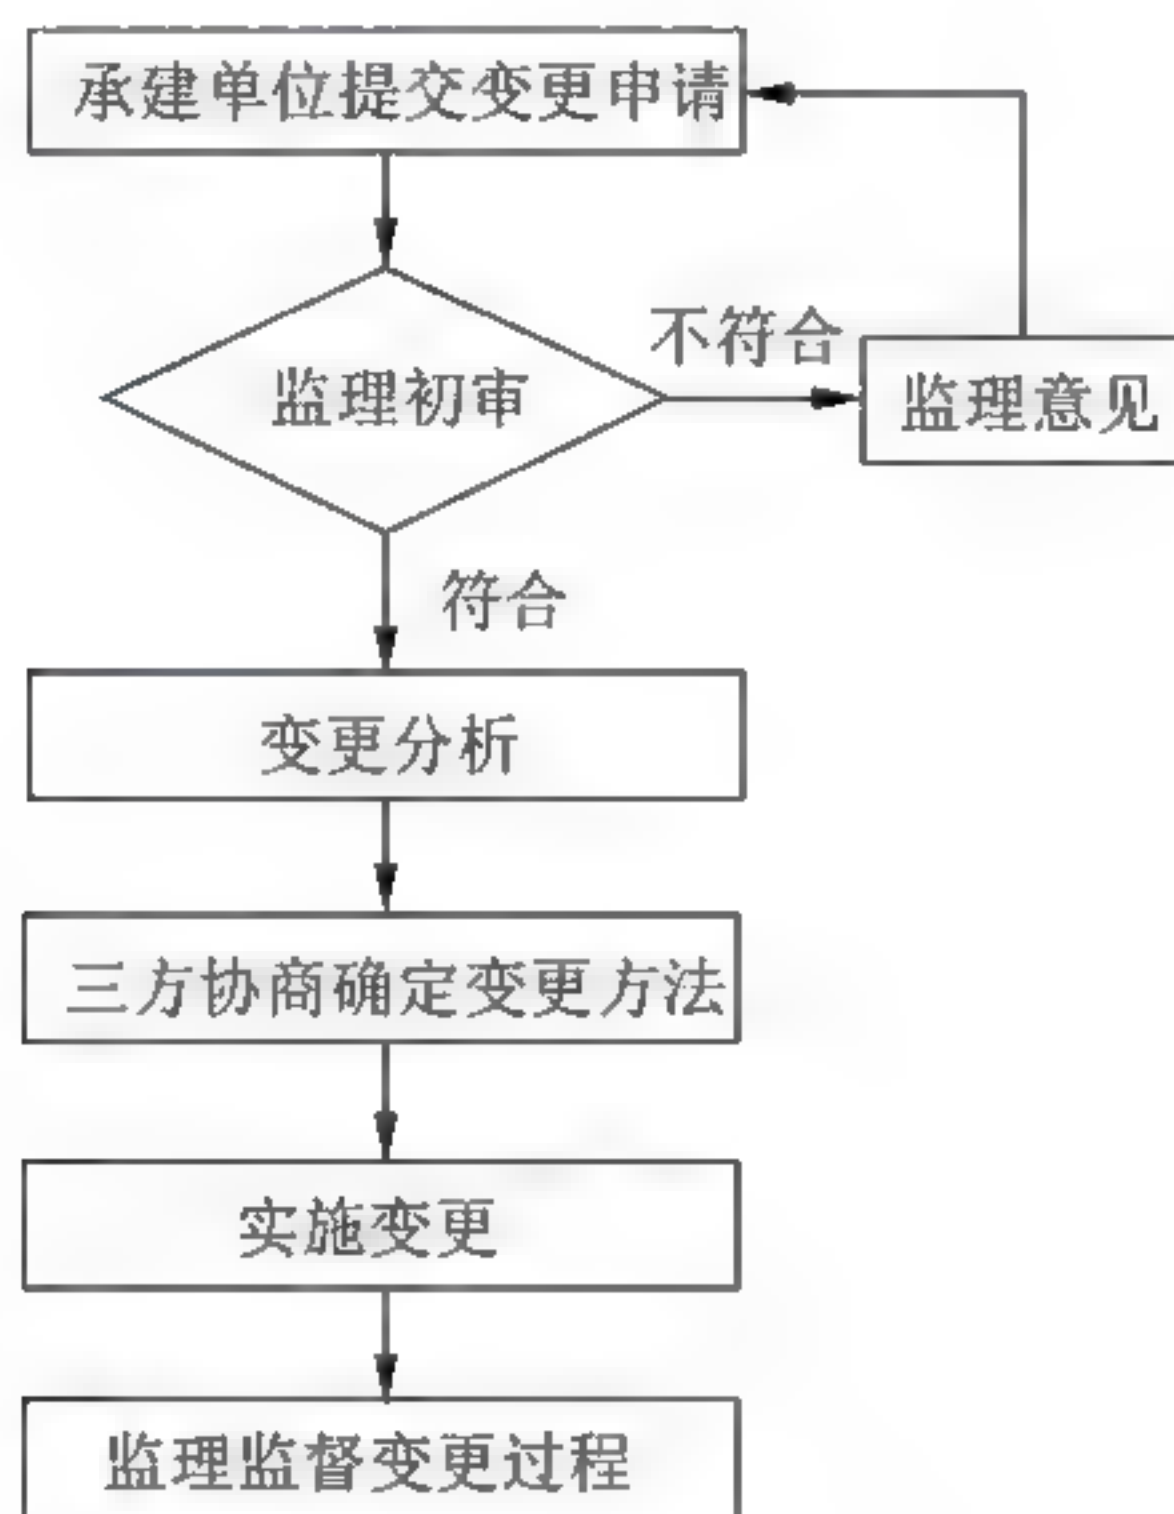 承建单位提交变更申请
监理初审
不符合
监理意见
符合
变更分析
三方协商确定变更方法
实施变更
监理监督变更过程